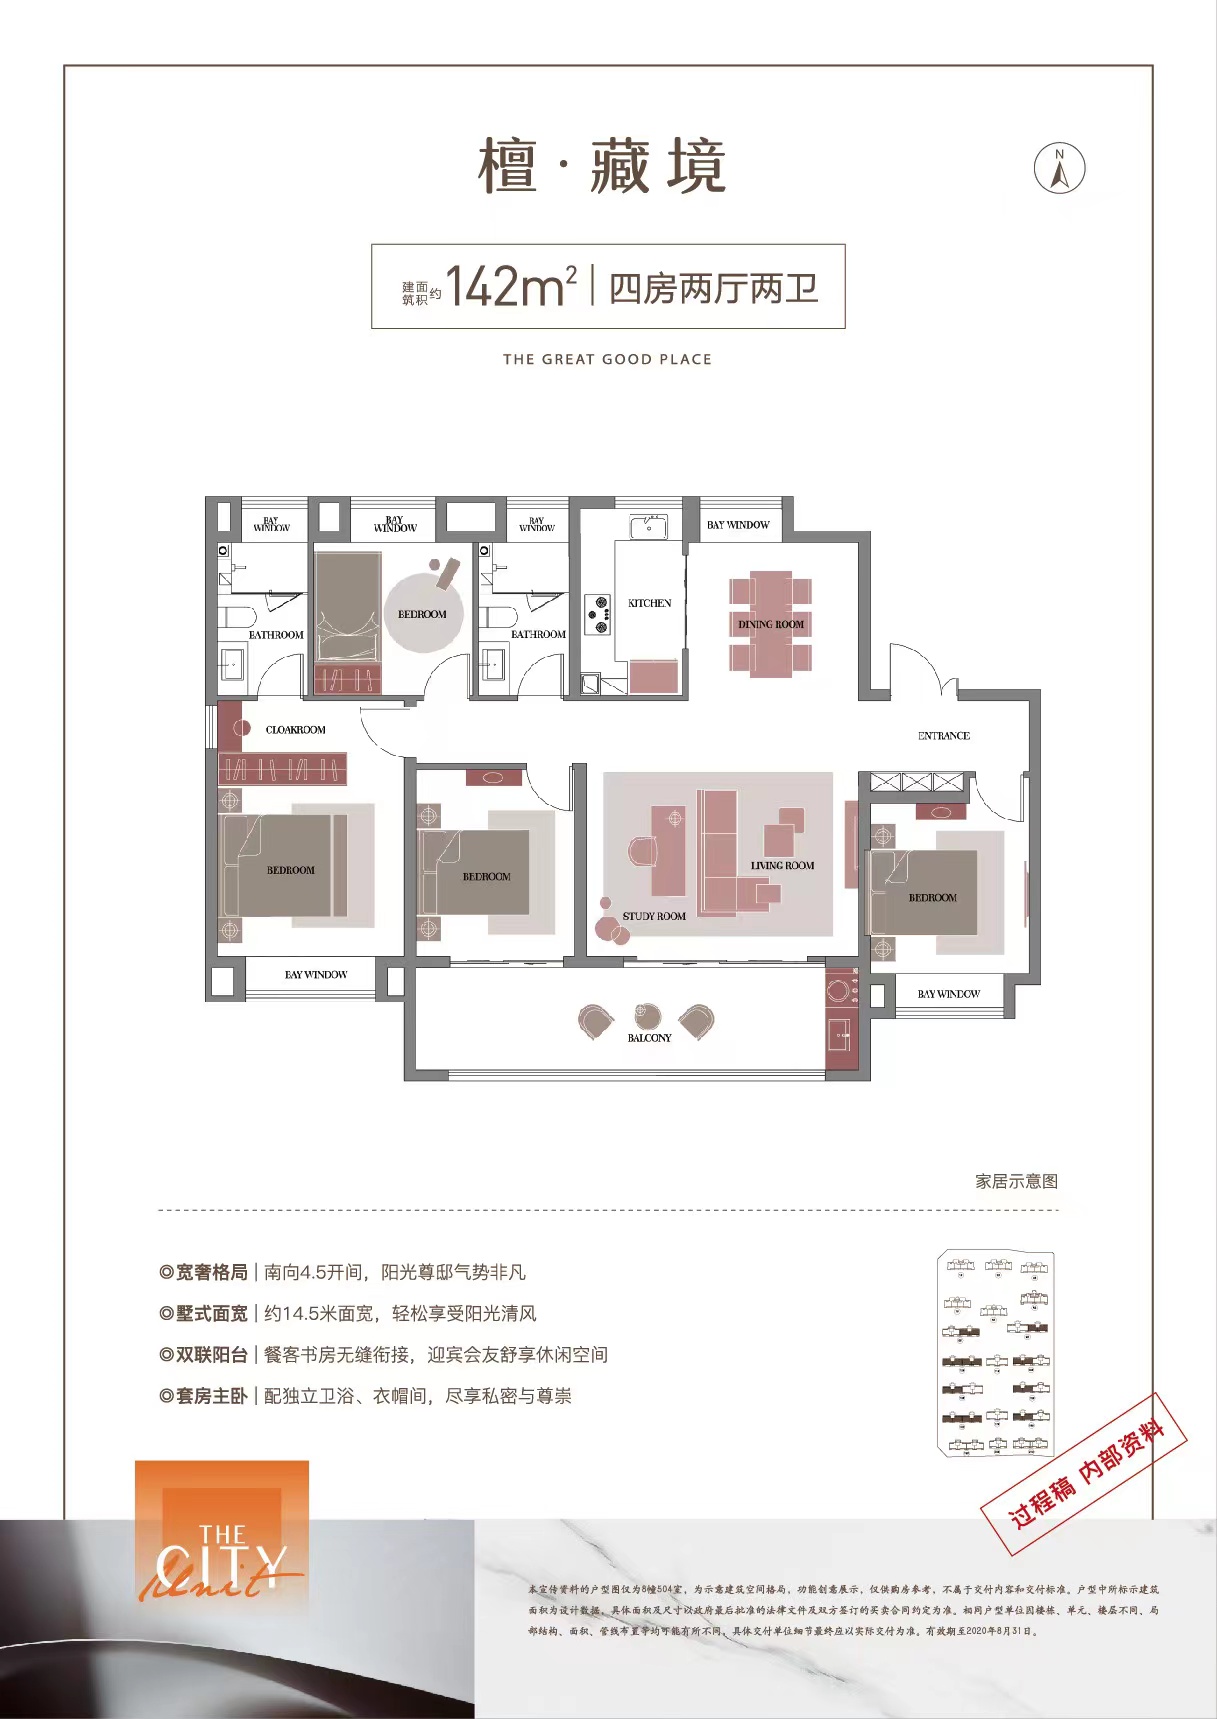 檀·藏境
N
建筑面积约142m²|四房两厅两卫
THE GREAT GOOD PLACE
BAY WINDOW
BAY WINDOW
BAY WINDOW
BAY WINDOW
KITCHEN
BEDROOM
DINING ROOM
BATHROOM
BATHROOM
CLOAKROOM
ENTRANCE
LIVING ROOM
BEDROOM
BEDROOM
BEDROOM
STUDY ROOM
BAY WINDOW
BAY WINDOW
BALCONY
家居示意图
◎宽奢格局|南向4.5开间，阳光尊邸气势非凡
◎墅式面宽|约14.5米面宽，轻松享受阳光清风
◎双联阳台|餐客书房无缝衔接，迎宾会友舒享休闲空间
◎套房主卧|配独立卫浴、衣帽间，尽享私密与尊崇
过程稿 内部资料
THE
CITY
Unit
本宣传资料的户型图仅为8幢504室，为示意建筑空间格局，功能创意展示，仅供购房参考，不属于交付内容和交付标准。户型中所标示建筑
面积为设计数据，具体面积及尺寸以政府最后批准的法律文件及双方签订的买卖合同约定为准。相同户型单位因楼栋、单元、楼层不同、局
部结构、面积、管线布置等均可能有所不同，具体交付单位细节最终应以实际交付为准。有效期至2020年8月31日。